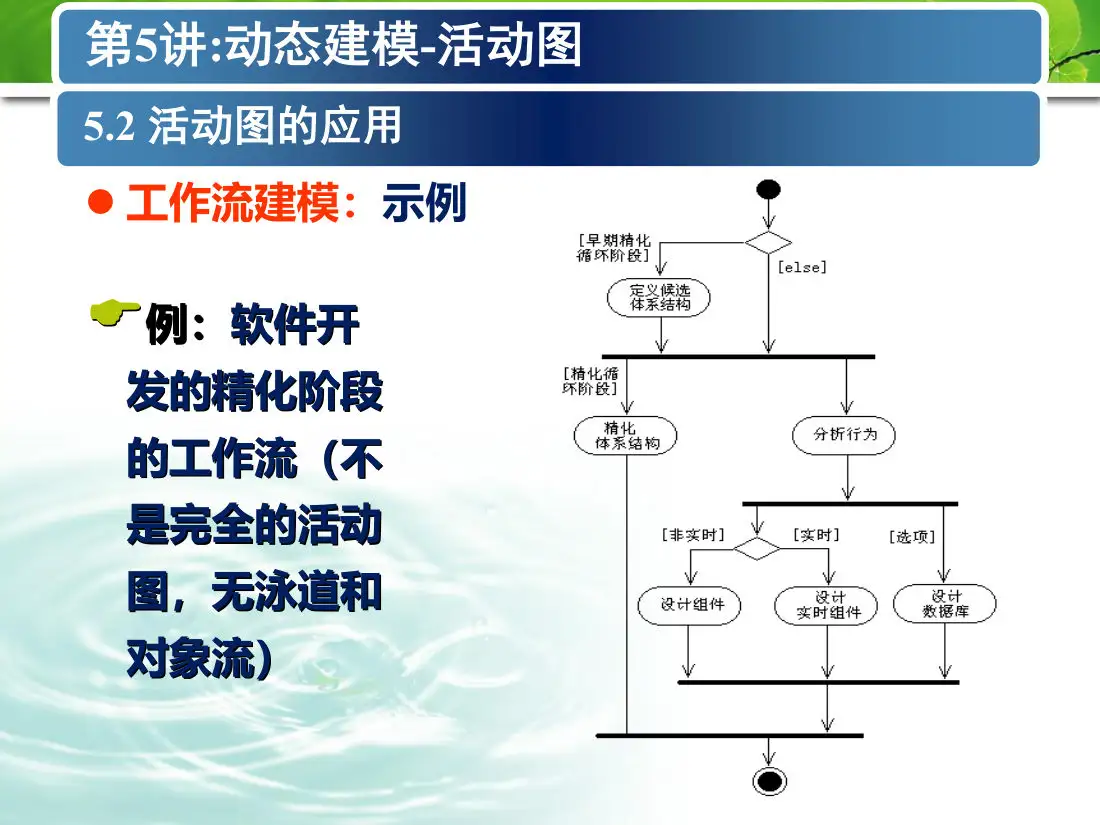 第5讲:动态建模-活动图
5.2 活动图的应用
工作流建模：示例
例：软件开
发的精化阶段
的工作流（不
是完全的活动
图，无泳道和
对象流）
[早期精化
循环阶段]
[else]
定义候选
体系结构
[精化循
环阶段]
精化
体系结构
分析行为
[非实时]
[实时]
[选项]
设计组件
设计
实时组件
设计
数据库